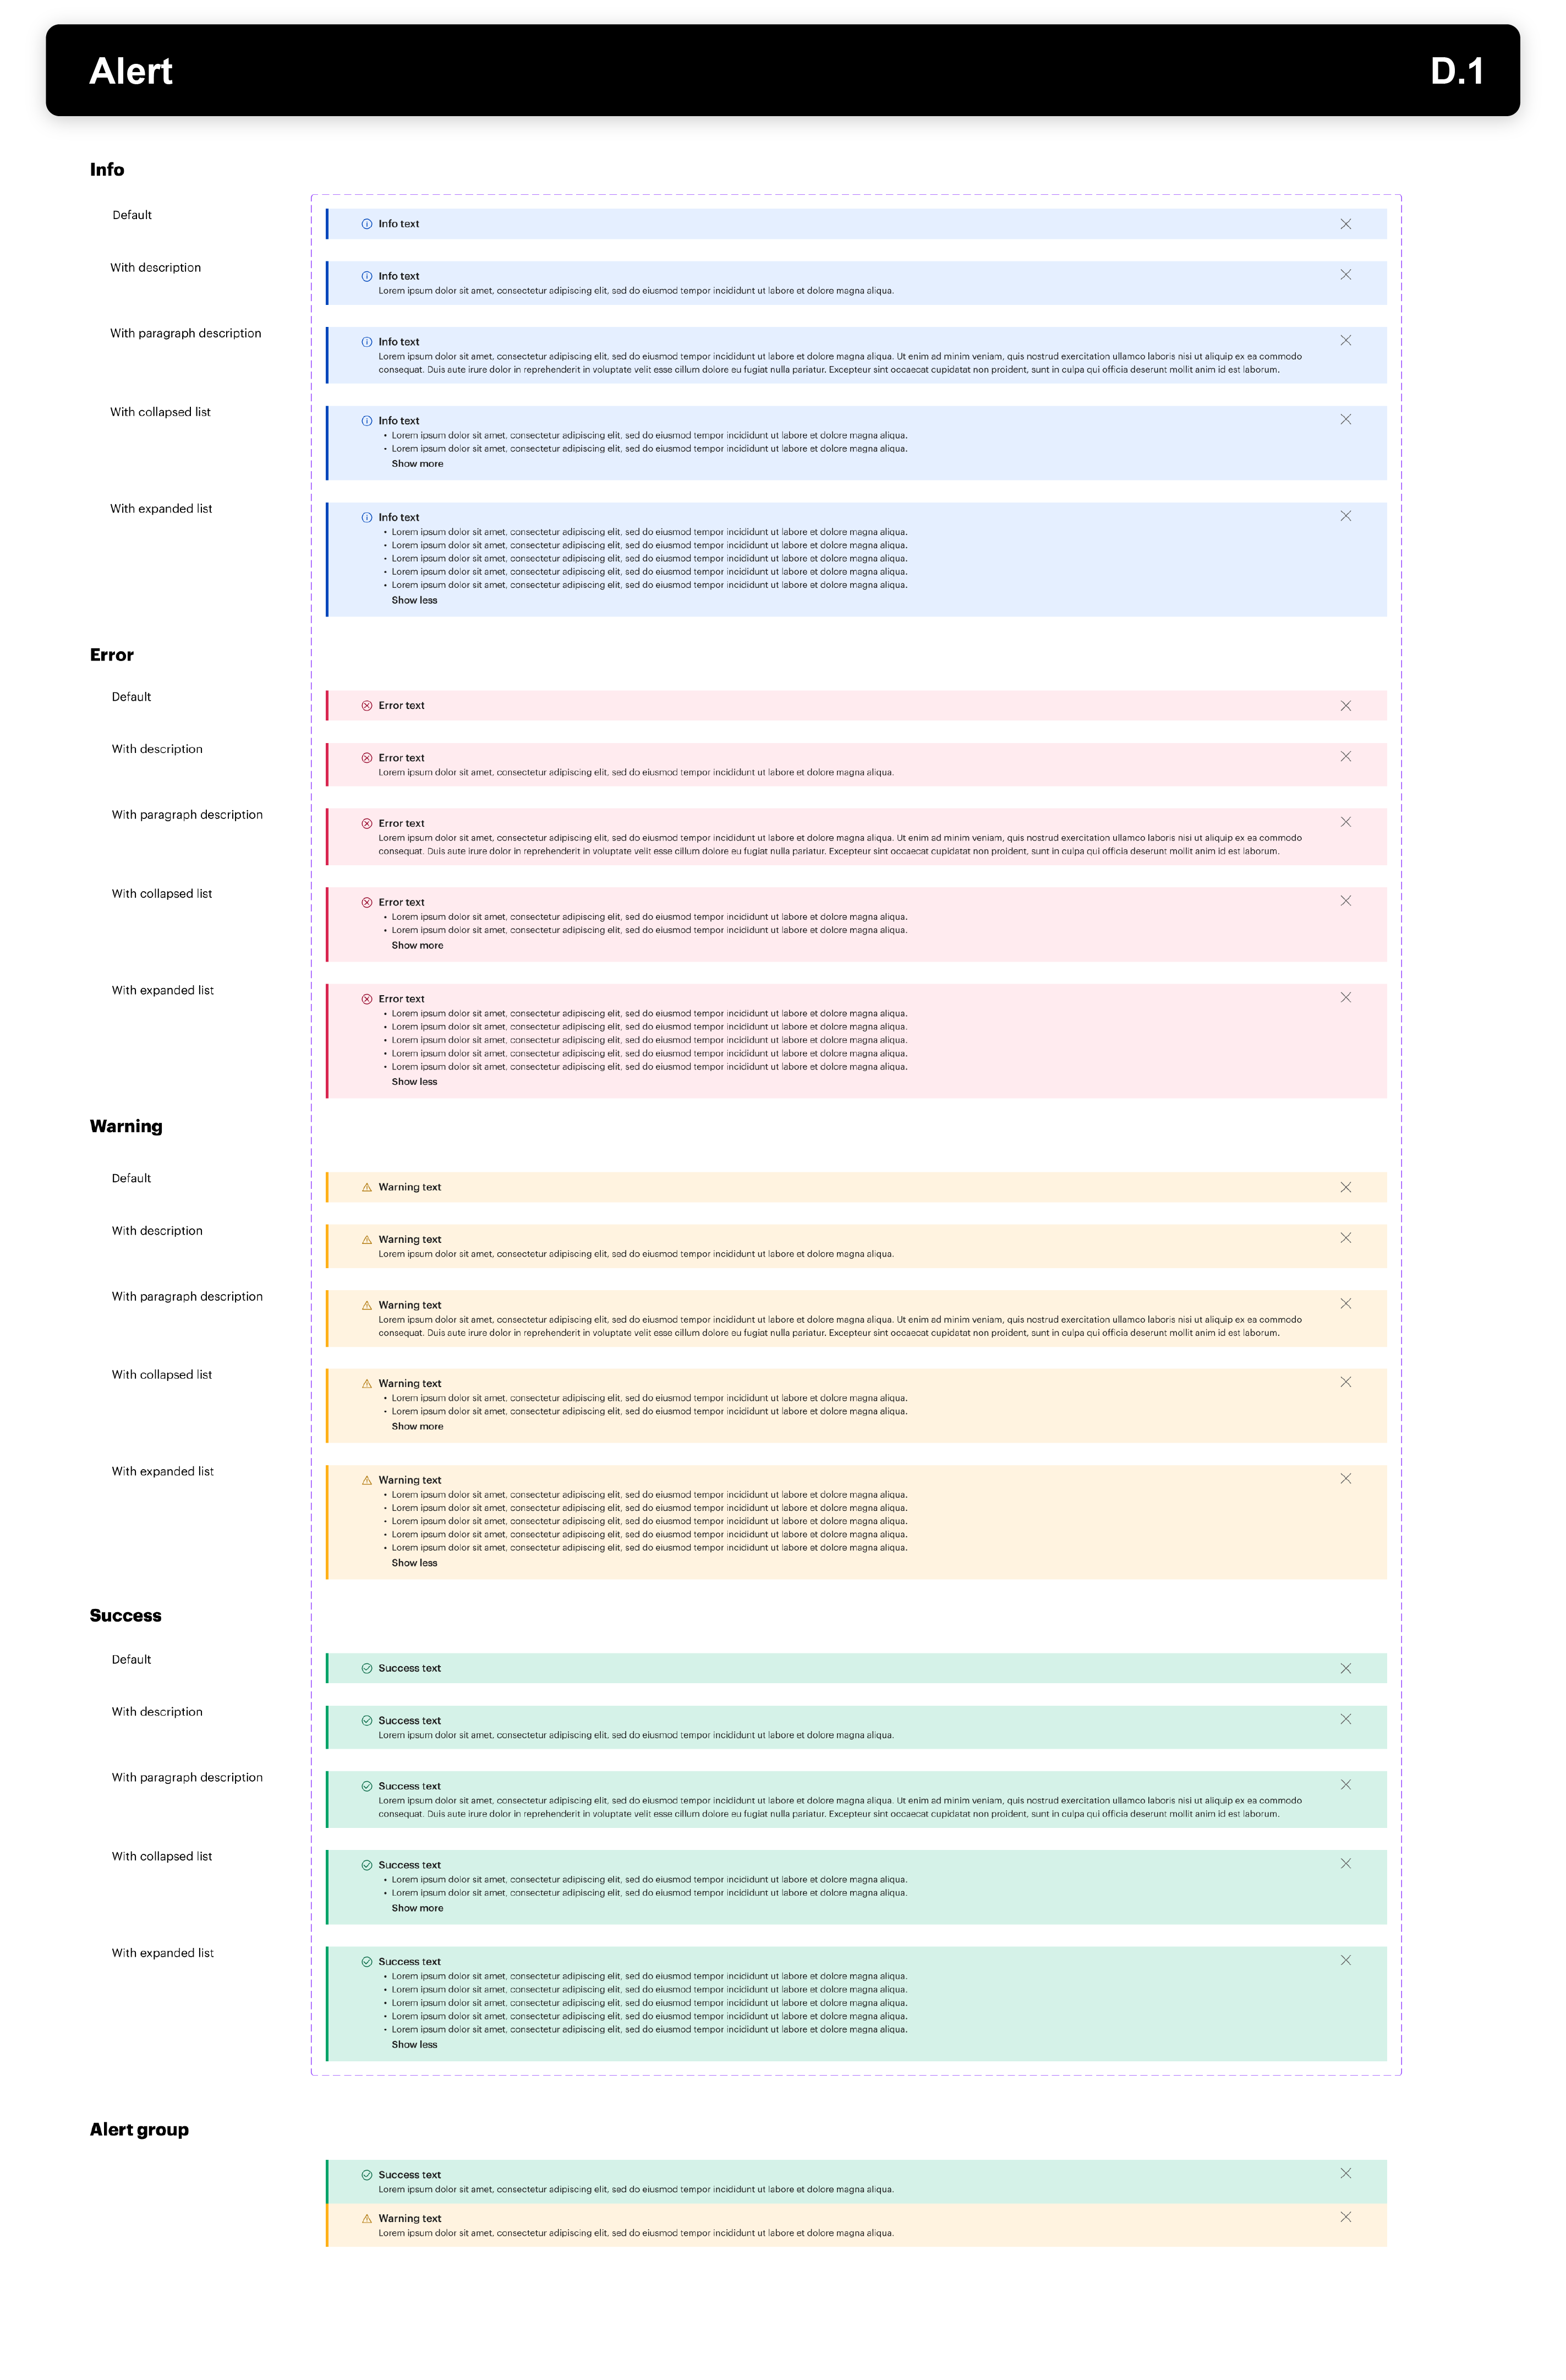 Alert
D.1
Info
Default
Info text
With description
Info text
Lorem ipsum dolor sit amet, consectetur adipiscing elit, sed do eiusmod tempor incididunt ut labore et dolore magna aliqua.
With paragraph description
Info text
Lorem ipsum dolor sit amet, consectetur adipiscing elit, sed do eiusmod tempor incididunt ut labore et dolore magna aliqua. Ut enim ad minim veniam, quis nostrud exercitation ullamco laboris nisi ut aliquip ex ea commodo
consequat. Duis aute irure dolor in reprehenderit in voluptate velit esse cillum dolore eu fugiat nulla pariatur. Excepteur sint occaecat cupidatat non proident, sunt in culpa qui officia deserunt mollit anim id est laborum.
With collapsed list
Info text
• Lorem ipsum dolor sit amet, consectetur adipiscing elit, sed do eiusmod tempor incididunt ut labore et dolore magna aliqua.
• Lorem ipsum dolor sit amet, consectetur adipiscing elit, sed do eiusmod tempor incididunt ut labore et dolore magna aliqua.
Show more
With expanded list
Info text
• Lorem ipsum dolor sit amet, consectetur adipiscing elit, sed do eiusmod tempor incididunt ut labore et dolore magna aliqua.
• Lorem ipsum dolor sit amet, consectetur adipiscing elit, sed do eiusmod tempor incididunt ut labore et dolore magna aliqua.
• Lorem ipsum dolor sit amet, consectetur adipiscing elit, sed do eiusmod tempor incididunt ut labore et dolore magna aliqua.
• Lorem ipsum dolor sit amet, consectetur adipiscing elit, sed do eiusmod tempor incididunt ut labore et dolore magna aliqua.
• Lorem ipsum dolor sit amet, consectetur adipiscing elit, sed do eiusmod tempor incididunt ut labore et dolore magna aliqua.
Show less
Error
Default
Error text
With description
Error text
Lorem ipsum dolor sit amet, consectetur adipiscing elit, sed do eiusmod tempor incididunt ut labore et dolore magna aliqua.
With paragraph description
Error text
Lorem ipsum dolor sit amet, consectetur adipiscing elit, sed do eiusmod tempor incididunt ut labore et dolore magna aliqua. Ut enim ad minim veniam, quis nostrud exercitation ullamco laboris nisi ut aliquip ex ea commodo
consequat. Duis aute irure dolor in reprehenderit in voluptate velit esse cillum dolore eu fugiat nulla pariatur. Excepteur sint occaecat cupidatat non proident, sunt in culpa qui officia deserunt mollit anim id est laborum.
With collapsed list
Error text
• Lorem ipsum dolor sit amet, consectetur adipiscing elit, sed do eiusmod tempor incididunt ut labore et dolore magna aliqua.
• Lorem ipsum dolor sit amet, consectetur adipiscing elit, sed do eiusmod tempor incididunt ut labore et dolore magna aliqua.
Show more
With expanded list
Error text
• Lorem ipsum dolor sit amet, consectetur adipiscing elit, sed do eiusmod tempor incididunt ut labore et dolore magna aliqua.
• Lorem ipsum dolor sit amet, consectetur adipiscing elit, sed do eiusmod tempor incididunt ut labore et dolore magna aliqua.
• Lorem ipsum dolor sit amet, consectetur adipiscing elit, sed do eiusmod tempor incididunt ut labore et dolore magna aliqua.
• Lorem ipsum dolor sit amet, consectetur adipiscing elit, sed do eiusmod tempor incididunt ut labore et dolore magna aliqua.
• Lorem ipsum dolor sit amet, consectetur adipiscing elit, sed do eiusmod tempor incididunt ut labore et dolore magna aliqua.
Show less
Warning
Default
Warning text
With description
Warning text
Lorem ipsum dolor sit amet, consectetur adipiscing elit, sed do eiusmod tempor incididunt ut labore et dolore magna aliqua.
With paragraph description
Warning text
Lorem ipsum dolor sit amet, consectetur adipiscing elit, sed do eiusmod tempor incididunt ut labore et dolore magna aliqua. Ut enim ad minim veniam, quis nostrud exercitation ullamco laboris nisi ut aliquip ex ea commodo
consequat. Duis aute irure dolor in reprehenderit in voluptate velit esse cillum dolore eu fugiat nulla pariatur. Excepteur sint occaecat cupidatat non proident, sunt in culpa qui officia deserunt mollit anim id est laborum.
With collapsed list
Warning text
• Lorem ipsum dolor sit amet, consectetur adipiscing elit, sed do eiusmod tempor incididunt ut labore et dolore magna aliqua.
• Lorem ipsum dolor sit amet, consectetur adipiscing elit, sed do eiusmod tempor incididunt ut labore et dolore magna aliqua.
Show more
With expanded list
Warning text
• Lorem ipsum dolor sit amet, consectetur adipiscing elit, sed do eiusmod tempor incididunt ut labore et dolore magna aliqua.
• Lorem ipsum dolor sit amet, consectetur adipiscing elit, sed do eiusmod tempor incididunt ut labore et dolore magna aliqua.
• Lorem ipsum dolor sit amet, consectetur adipiscing elit, sed do eiusmod tempor incididunt ut labore et dolore magna aliqua.
• Lorem ipsum dolor sit amet, consectetur adipiscing elit, sed do eiusmod tempor incididunt ut labore et dolore magna aliqua.
• Lorem ipsum dolor sit amet, consectetur adipiscing elit, sed do eiusmod tempor incididunt ut labore et dolore magna aliqua.
Show less
Success
Default
Success text
With description
Success text
Lorem ipsum dolor sit amet, consectetur adipiscing elit, sed do eiusmod tempor incididunt ut labore et dolore magna aliqua.
With paragraph description
Success text
Lorem ipsum dolor sit amet, consectetur adipiscing elit, sed do eiusmod tempor incididunt ut labore et dolore magna aliqua. Ut enim ad minim veniam, quis nostrud exercitation ullamco laboris nisi ut aliquip ex ea commodo
consequat. Duis aute irure dolor in reprehenderit in voluptate velit esse cillum dolore eu fugiat nulla pariatur. Excepteur sint occaecat cupidatat non proident, sunt in culpa qui officia deserunt mollit anim id est laborum.
With collapsed list
Success text
• Lorem ipsum dolor sit amet, consectetur adipiscing elit, sed do eiusmod tempor incididunt ut labore et dolore magna aliqua.
• Lorem ipsum dolor sit amet, consectetur adipiscing elit, sed do eiusmod tempor incididunt ut labore et dolore magna aliqua.
Show more
With expanded list
Success text
• Lorem ipsum dolor sit amet, consectetur adipiscing elit, sed do eiusmod tempor incididunt ut labore et dolore magna aliqua.
• Lorem ipsum dolor sit amet, consectetur adipiscing elit, sed do eiusmod tempor incididunt ut labore et dolore magna aliqua.
• Lorem ipsum dolor sit amet, consectetur adipiscing elit, sed do eiusmod tempor incididunt ut labore et dolore magna aliqua.
• Lorem ipsum dolor sit amet, consectetur adipiscing elit, sed do eiusmod tempor incididunt ut labore et dolore magna aliqua.
• Lorem ipsum dolor sit amet, consectetur adipiscing elit, sed do eiusmod tempor incididunt ut labore et dolore magna aliqua.
Show less
Alert group
Success text
Lorem ipsum dolor sit amet, consectetur adipiscing elit, sed do eiusmod tempor incididunt ut labore et dolore magna aliqua.
Warning text
Lorem ipsum dolor sit amet, consectetur adipiscing elit, sed do eiusmod tempor incididunt ut labore et dolore magna aliqua.